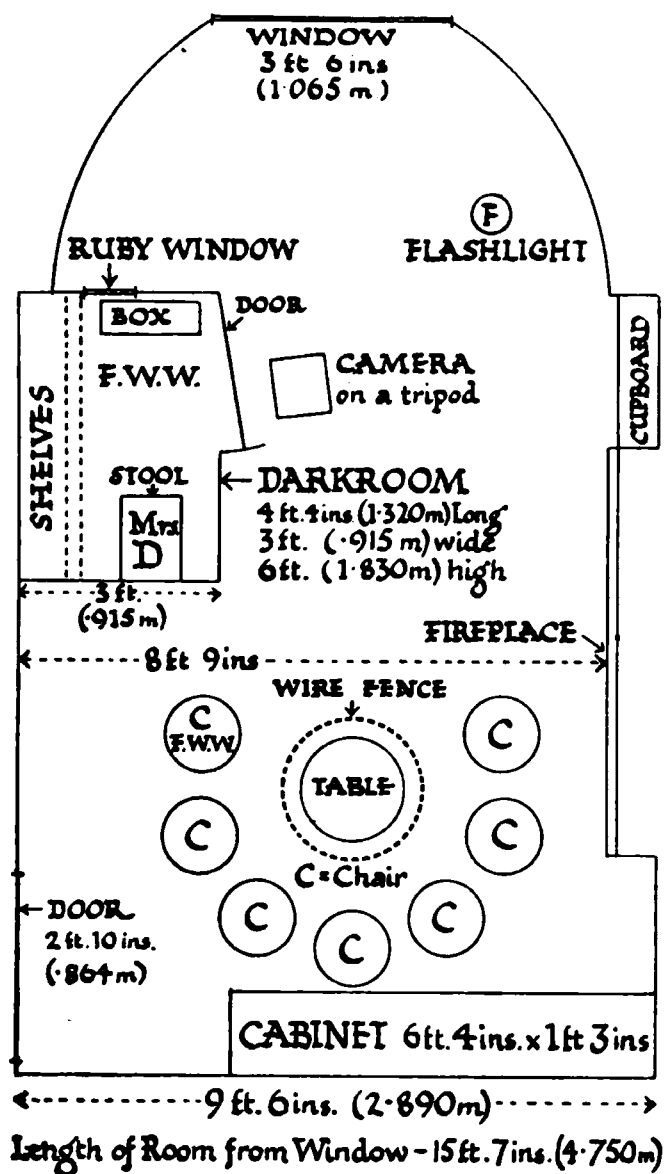 WINDOW
3 ft 6 ins
(1·065 m)
F
FLASHLIGHT
RUBY WINDOW
DOOR
BOX
F.W.W.
CAMERA
on a tripod
SHELVES
CUPBOARD
STOOL
Mrs
D
DARKROOM
4 ft. 4 ins. (1·320m) Long
3 ft. (·915 m) wide
6 ft. (1·830m) high
3 ft.
(·915 m)
FIREPLACE
8 ft 9 ins
WIRE FENCE
C
F.W.W.
C
TABLE
C
C
C = Chair
C
C
C
DOOR
2 ft. 10 ins.
(·864 m)
CABINET 6 ft. 4 ins. x 1 ft 3 ins
9 ft. 6 ins. (2·890m)
Length of Room from Window - 15 ft. 7 ins. (4·750 m)